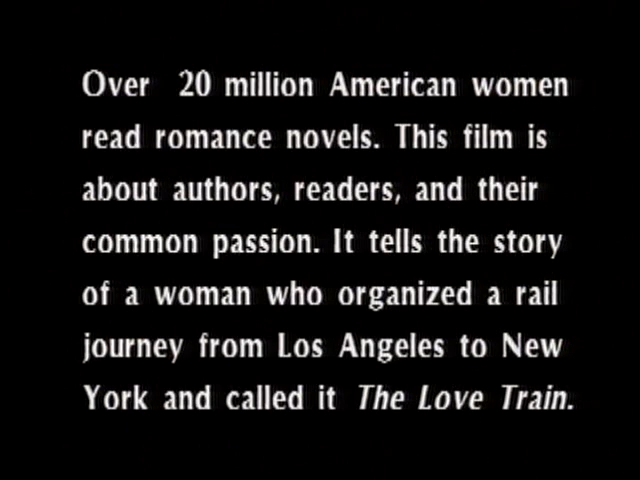 Over 20 million American women
read romance novels. This film is
about authors, readers, and their
common passion. It tells the story
of a woman who organized a rail
journey from Los Angeles to New
York and called it The Love Train.